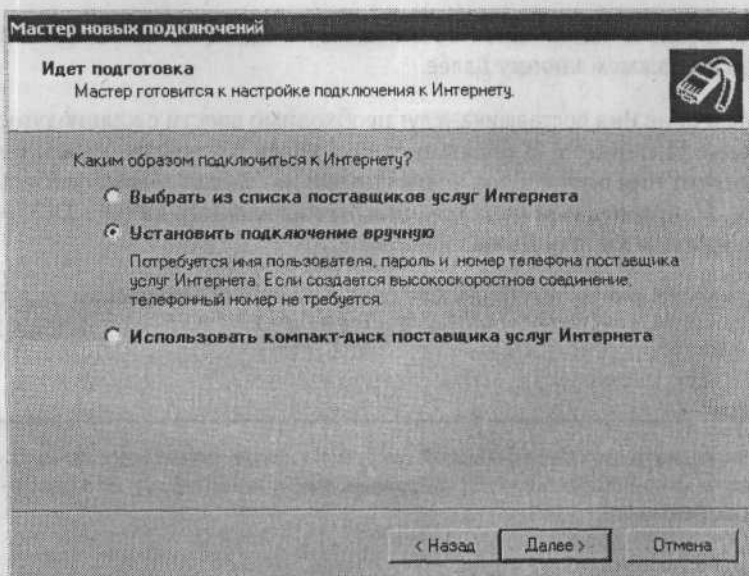 Мастер новых подключений
Идет подготовка
Мастер готовится к настройке подключения к Интернету.
Каким образом подключиться к Интернету?
Выбрать из списка поставщиков услуг Интернета
Установить подключение вручную
Потребуется имя пользователя, пароль и номер телефона поставщика
услуг Интернета. Если создается высокоскоростное соединение,
телефонный номер не требуется.
Использовать компакт-диск поставщика услуг Интернета
< Назад
Далее >
Отмена